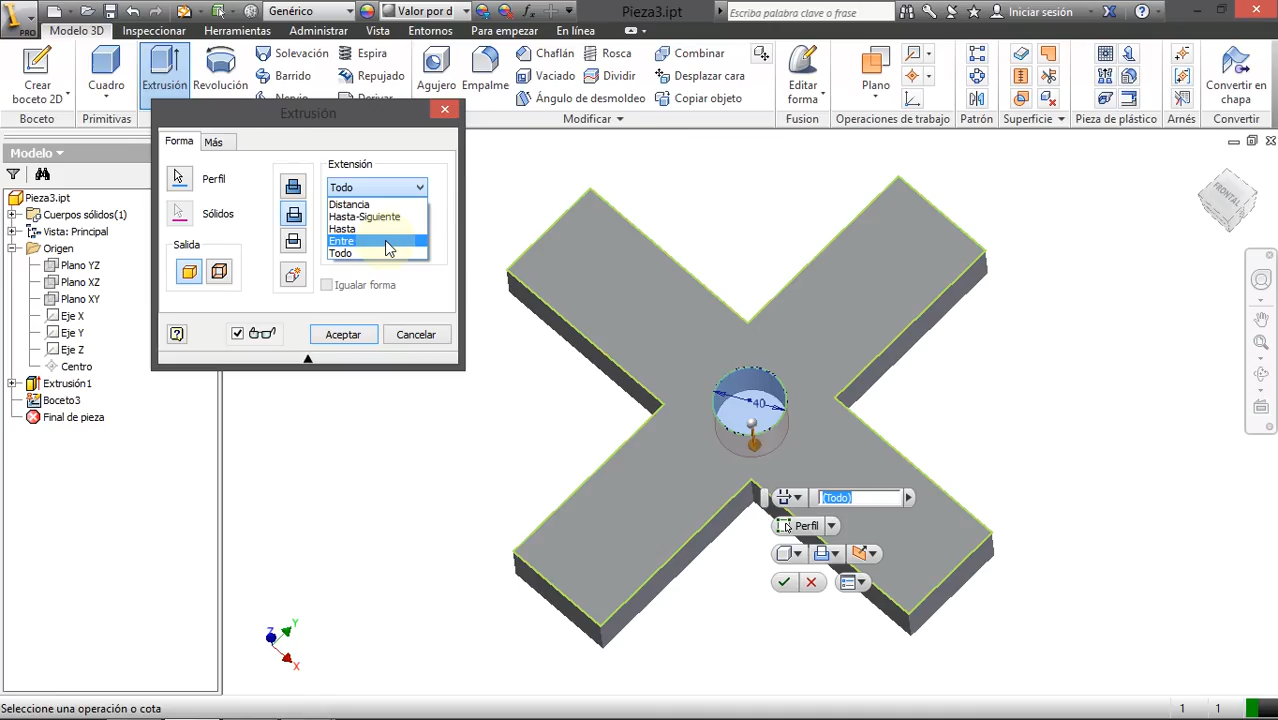 PRO
Genérico
Valor por d
Pieza3.ipt
Escriba palabra clave o frase
Iniciar sesión
Modelo 3D
Inspeccionar
Herramientas
Administrar
Vista
Entornos
Para empezar
En línea
Crear
boceto 2D
Boceto
Cuadro
Primitivas
Extrusión
Revolución
Solevación
Barrido
Espira
Repujado
Agujero
Empalme
Chaflán
Vaciado
Ángulo de desmoldeo
Rosca
Dividir
Combinar
Desplazar cara
Copiar objeto
Modificar
Editar
forma
Fusion
Plano
Operaciones de trabajo
Patrón
Superficie
Pieza de plástico
Arnés
Convertir en
chapa
Convertir
Modelo
Pieza3.ipt
Cuerpos sólidos(1)
Vista: Principal
Origen
Plano YZ
Plano XZ
Plano XY
Eje X
Eje Y
Eje Z
Centro
Extrusión1
Boceto3
Final de pieza
Extrusión
Forma
Más
Perfil
Sólidos
Salida
Extensión
Todo
Distancia
Hasta-Siguiente
Hasta
Entre
Todo
Igualar forma
Aceptar
Cancelar
FRONTAL
40
(Todo)
Perfil
Z
Y
X
Seleccione una operación o cota
1
1